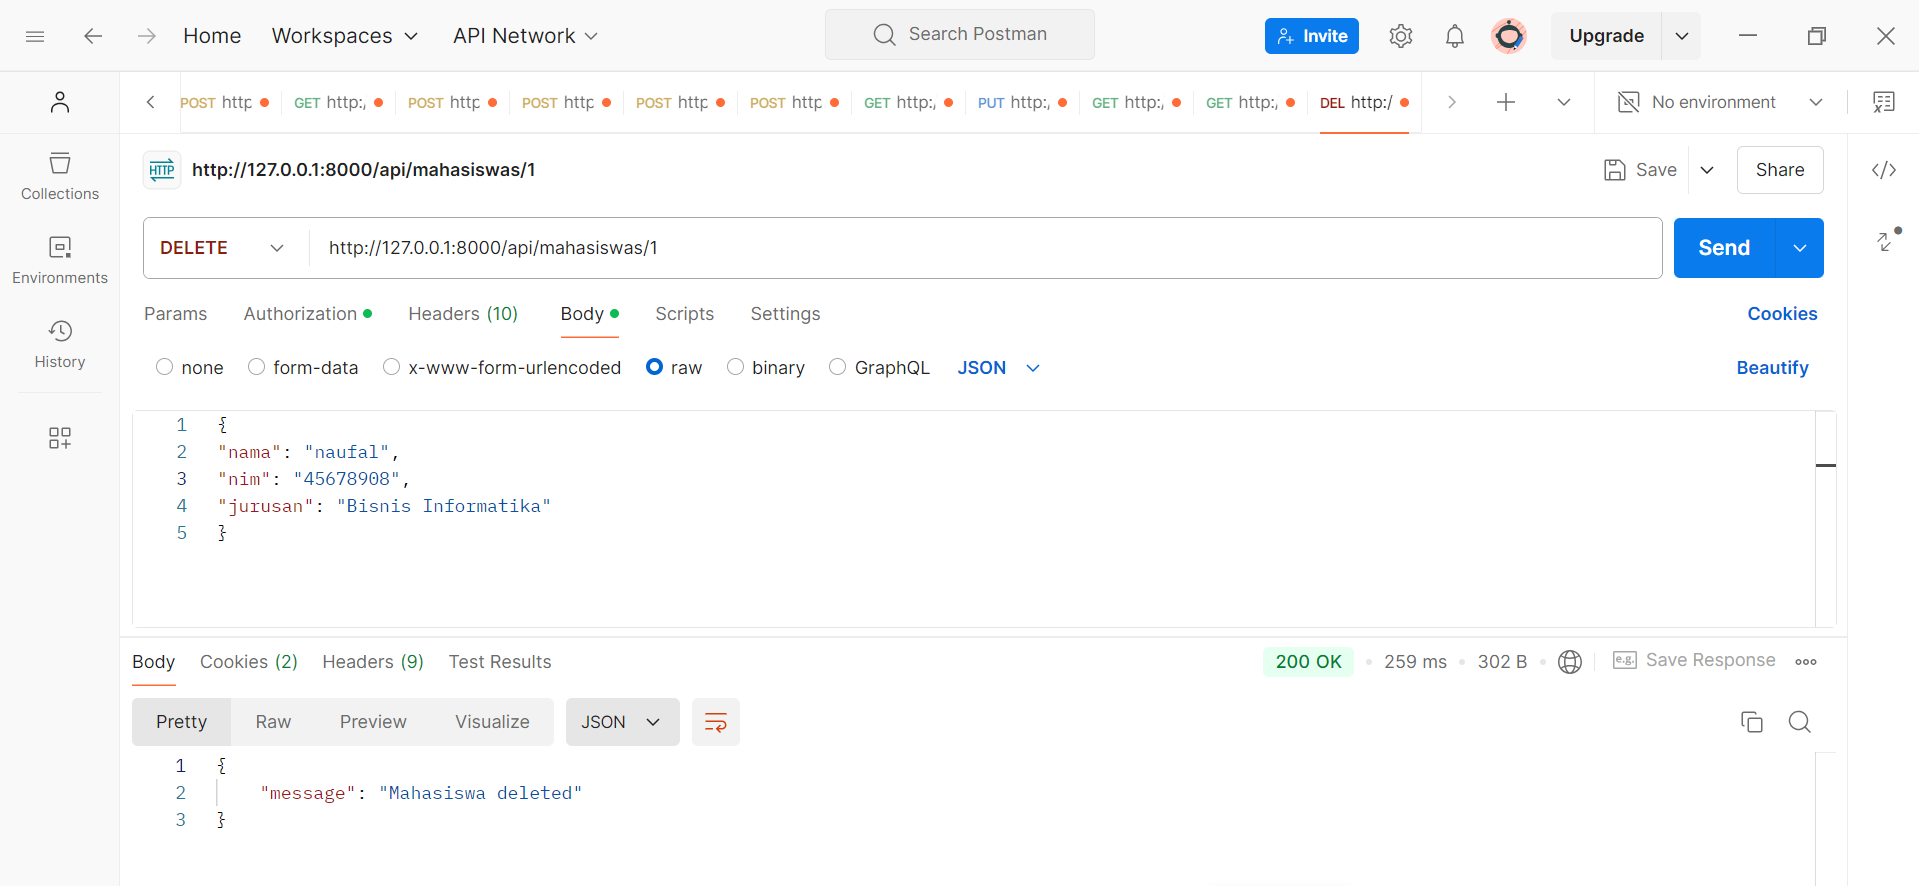 Home Workspaces API Network Search Postman Invite Upgrade
POST http POST http GET http:/ POST http POST http POST http POST http GET http:/ PUT http:/ GET http:/ GET http:/ DEL http:/ No environment
HTTP http://127.0.0.1:8000/api/mahasiswas/1 Save Share
Collections
DELETE http://127.0.0.1:8000/api/mahasiswas/1 Send
Environments
Params Authorization Headers (10) Body Scripts Settings Cookies
History
none form-data x-www-form-urlencoded raw binary GraphQL JSON Beautify
1 {
2 "nama": "naufal",
3 "nim": "45678908",
4 "jurusan": "Bisnis Informatika"
5 }
Body Cookies (2) Headers (9) Test Results 200 OK 259 ms 302 B e.g. Save Response
Pretty Raw Preview Visualize JSON
1 {
2 "message": "Mahasiswa deleted"
3 }